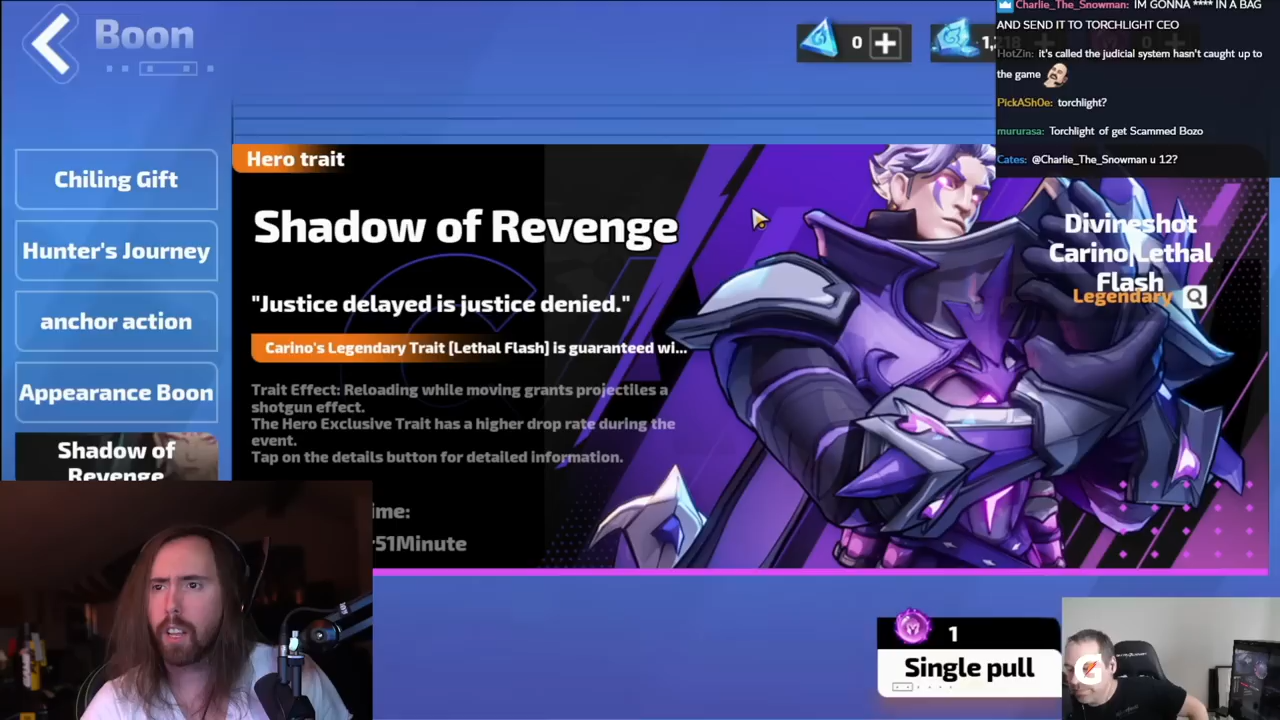 Boon
0
1,
Charlie_The_Snowman: IM GONNA **** IN A BAG
AND SEND IT TO TORCHLIGHT CEO
HotZin: it's called the judicial system hasn't caught up to
the game
PickASh0e: torchlight?
mururasa: Torchlight of get Scammed Bozo
Cates: @Charlie_The_Snowman u 12?
Chiling Gift
Hunter's Journey
anchor action
Appearance Boon
Shadow of
Revenge
Hero trait
Shadow of Revenge
"Justice delayed is justice denied."
Carino's Legendary Trait [Lethal Flash] is guaranteed wi...
Trait Effect: Reloading while moving grants projectiles a
shotgun effect.
The Hero Exclusive Trait has a higher drop rate during the
event.
Tap on the details button for detailed information.
ime:
51Minute
Divineshot
Carino|Lethal
Flash
Legendary
1
Single pull
G